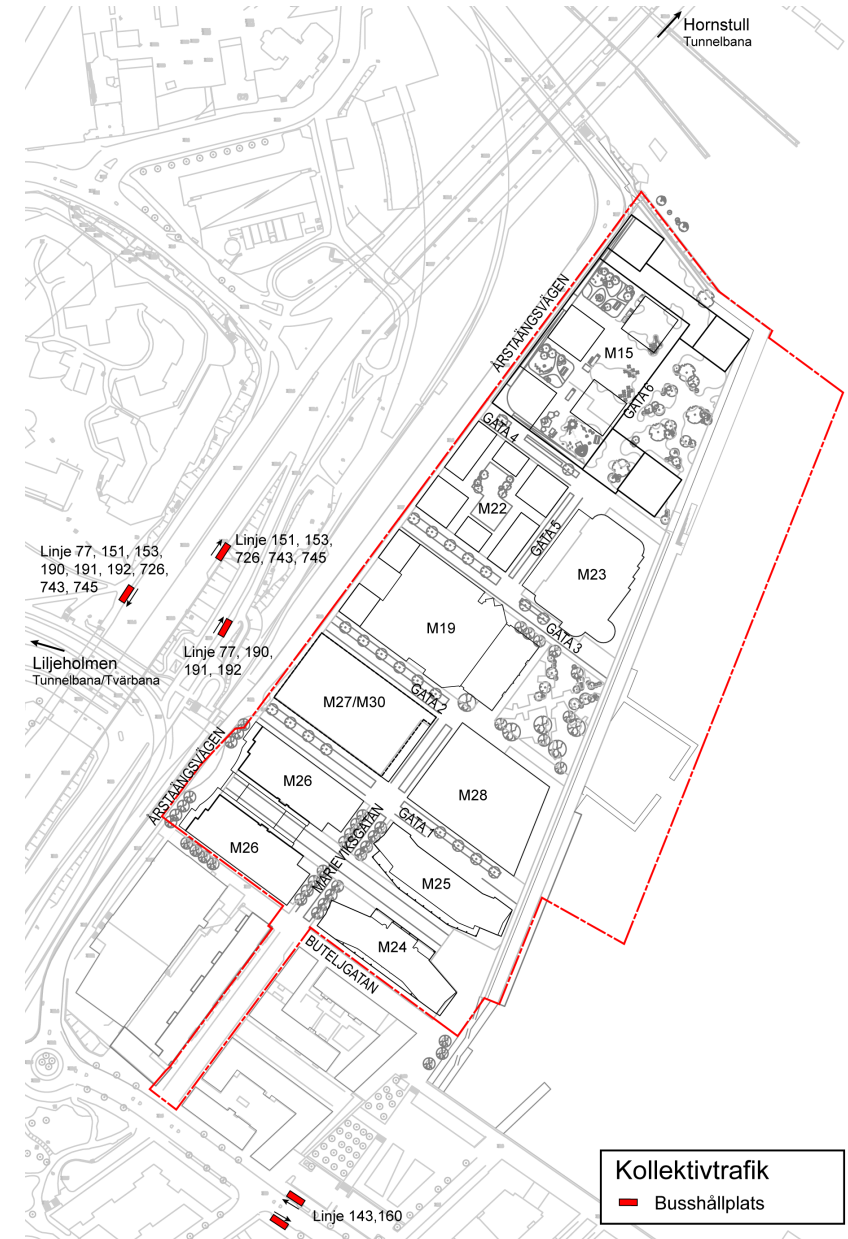 Hornstull
Tunnelbana
ÅRSTAÄNGSVÄGEN
M15
GATA 6
GATA 4
M22
GATA 5
Linje 151, 153,
726, 743, 745
Linje 77, 151, 153,
190, 191, 192, 726,
743, 745
M23
M19
GATA 3
Linje 77, 190,
191, 192
Liljeholmen
Tunnelbana/Tvärbana
GATA 2
M27/M30
ÅRSTAÄNGSVÄGEN
M26
M28
MARIEVIKSGATAN
GATA 1
M26
M25
M24
BUTELJGATAN
Kollektivtrafik
Busshållplats
Linje 143,160